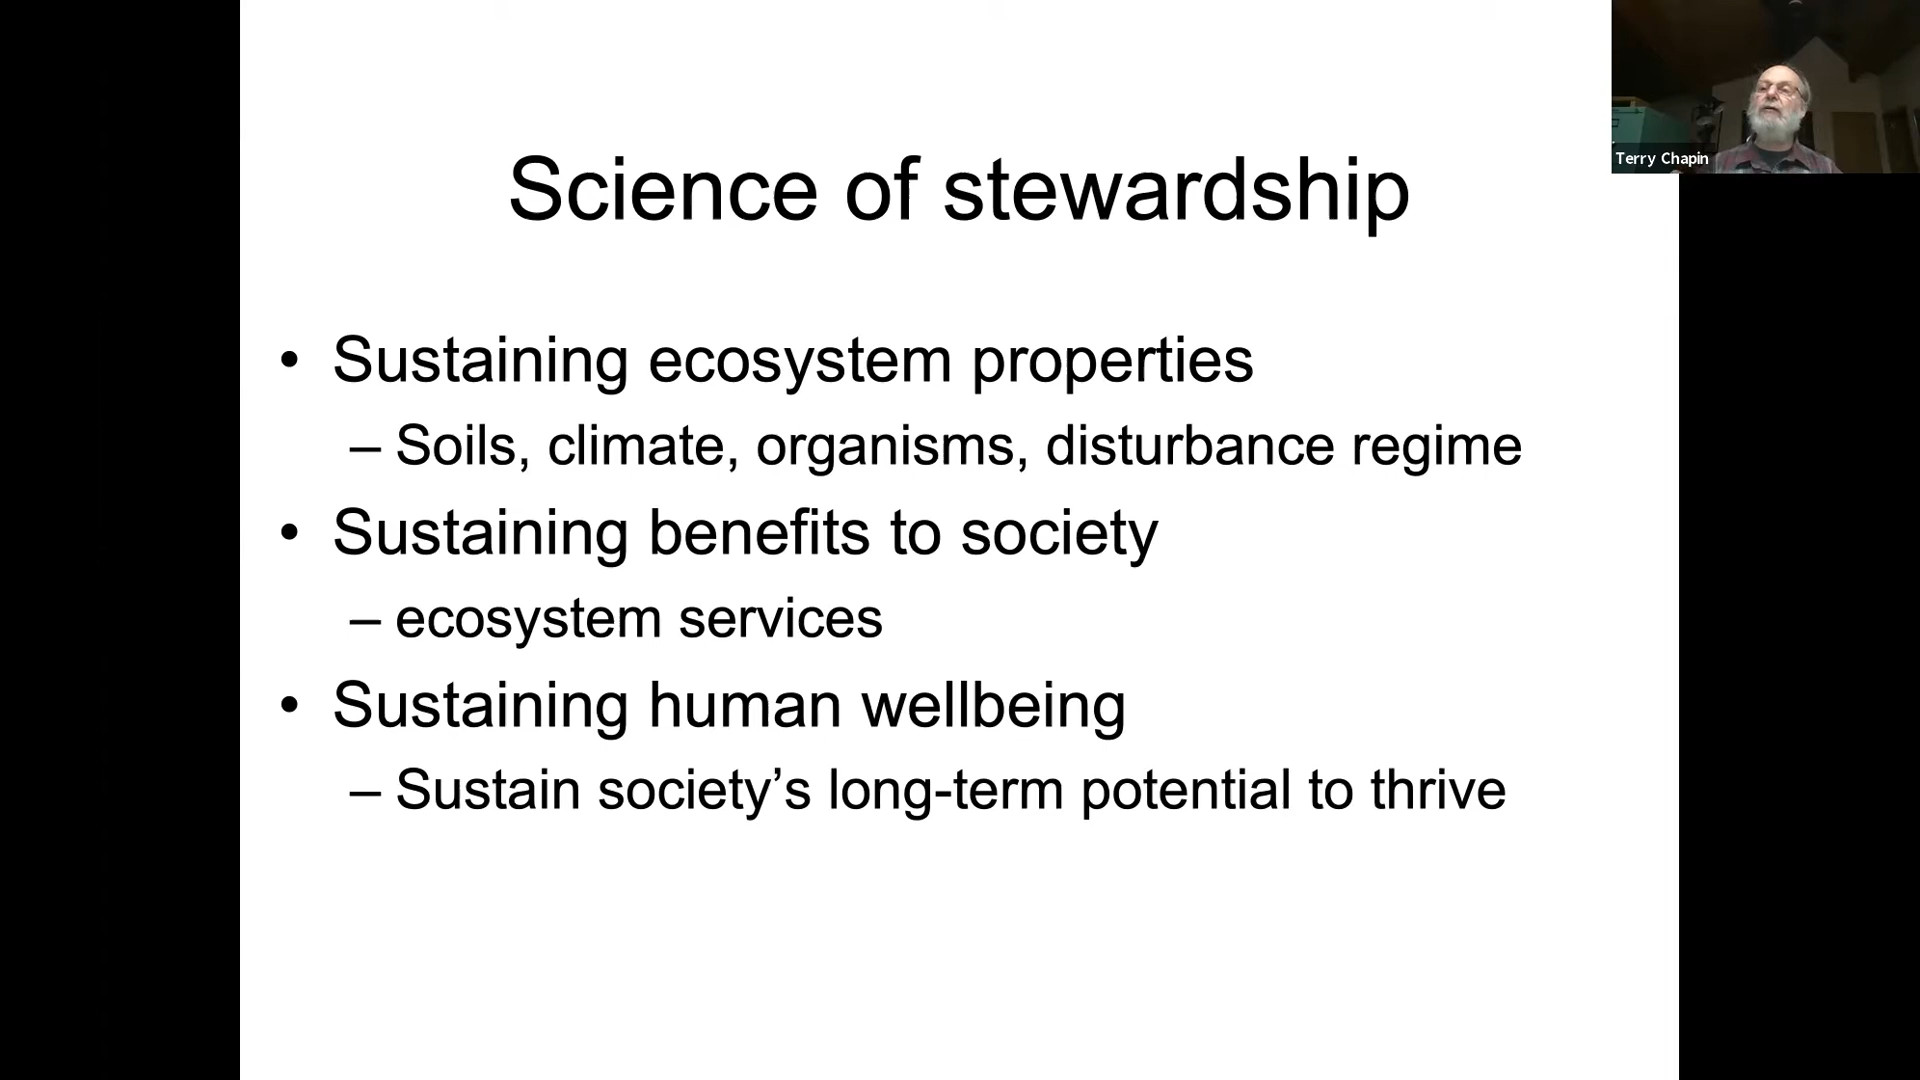 Science of stewardship
Terry Chapin
• Sustaining ecosystem properties
– Soils, climate, organisms, disturbance regime
• Sustaining benefits to society
– ecosystem services
• Sustaining human wellbeing
– Sustain society’s long-term potential to thrive